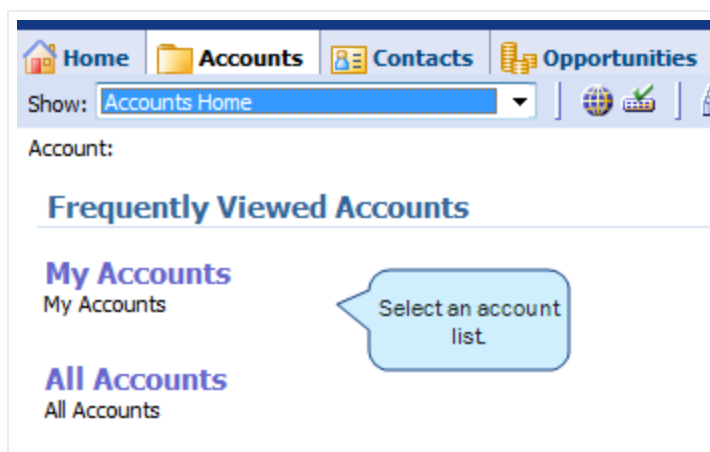 Home Accounts Contacts Opportunities
Show: Accounts Home
Account:
Frequently Viewed Accounts
My Accounts
My Accounts
Select an account
list.
All Accounts
All Accounts